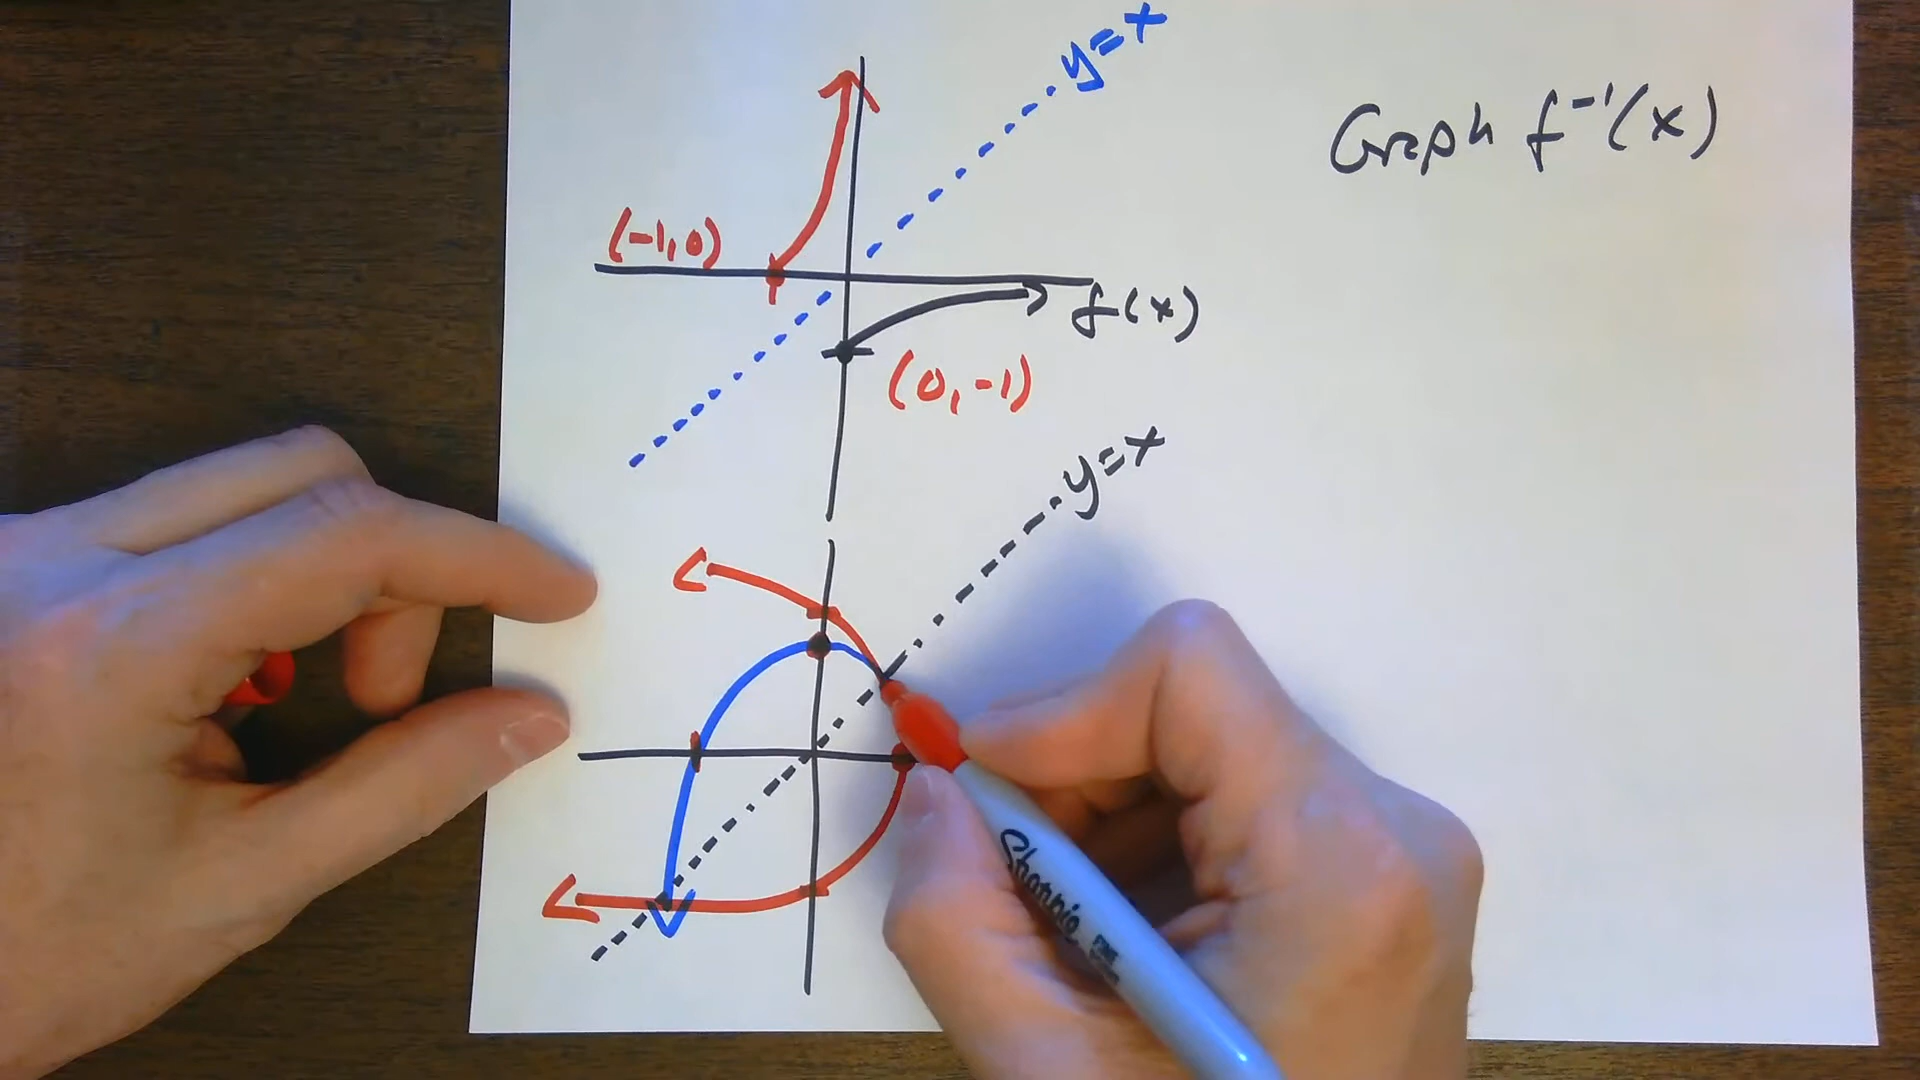 y=x
Graph f⁻¹(x)
(-1,0)
f(x)
(0,-1)
y=x
Sharpie